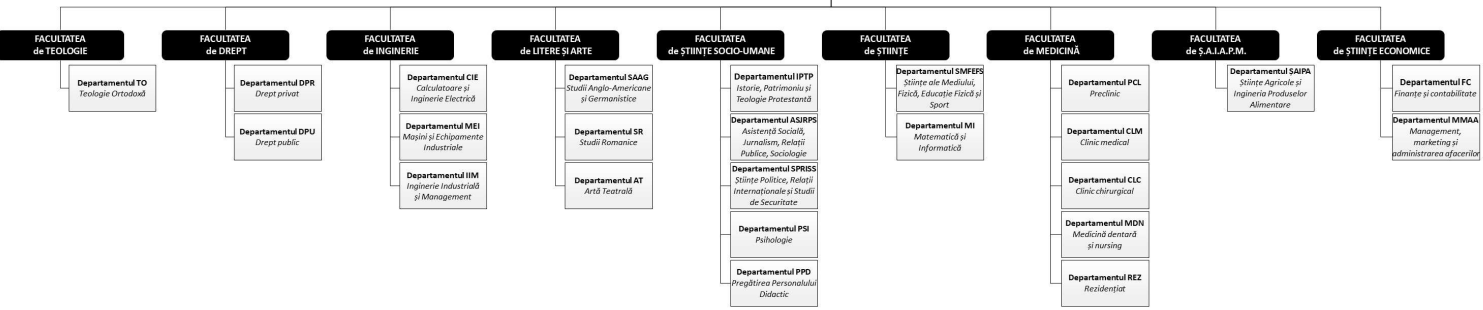 FACULTATEA
de TEOLOGIE
Departamentul TO
Teologie Ortodoxă
FACULTATEA
de DREPT
Departamentul DPR
Drept privat
Departamentul DPU
Drept public
FACULTATEA
de INGINERIE
Departamentul CIE
Calculatoare și
Inginerie Electrică
Departamentul MEI
Mașini și Echipamente
Industriale
Departamentul IIM
Inginerie Industrială
și Management
FACULTATEA
de LITERE ȘI ARTE
Departamentul SAAG
Studii Anglo-Americane
și Germanistice
Departamentul SR
Studii Romanice
Departamentul AT
Artă Teatrală
FACULTATEA
de ȘTIINȚE SOCIO-UMANE
Departamentul IPTP
Istorie, Patrimoniu și
Teologie Protestantă
Departamentul ASJRPS
Asistență Socială,
Jurnalism, Relații
Publice, Sociologie
Departamentul SPRISS
Științe Politice, Relații
Internaționale și Studii
de Securitate
Departamentul PSI
Psihologie
Departamentul PPD
Pregătirea Personalului
Didactic
FACULTATEA
de ȘTIINȚE
Departamentul SMFEFS
Științe ale Mediului,
Fizică, Educație Fizică și
Sport
Departamentul MI
Matematică și
Informatică
FACULTATEA
de MEDICINĂ
Departamentul PCL
Preclinic
Departamentul CLM
Clinic medical
Departamentul CLC
Clinic chirurgical
Departamentul MDN
Medicină dentară
și nursing
Departamentul REZ
Rezidențiat
FACULTATEA
de Ș.A.I.A.P.M.
Departamentul ȘAIPA
Științe Agricole și
Ingineria Produselor
Alimentare
FACULTATEA
de ȘTIINȚE ECONOMICE
Departamentul FC
Finanțe și contabilitate
Departamentul MMAA
Management,
marketing și
administrarea afacerilor